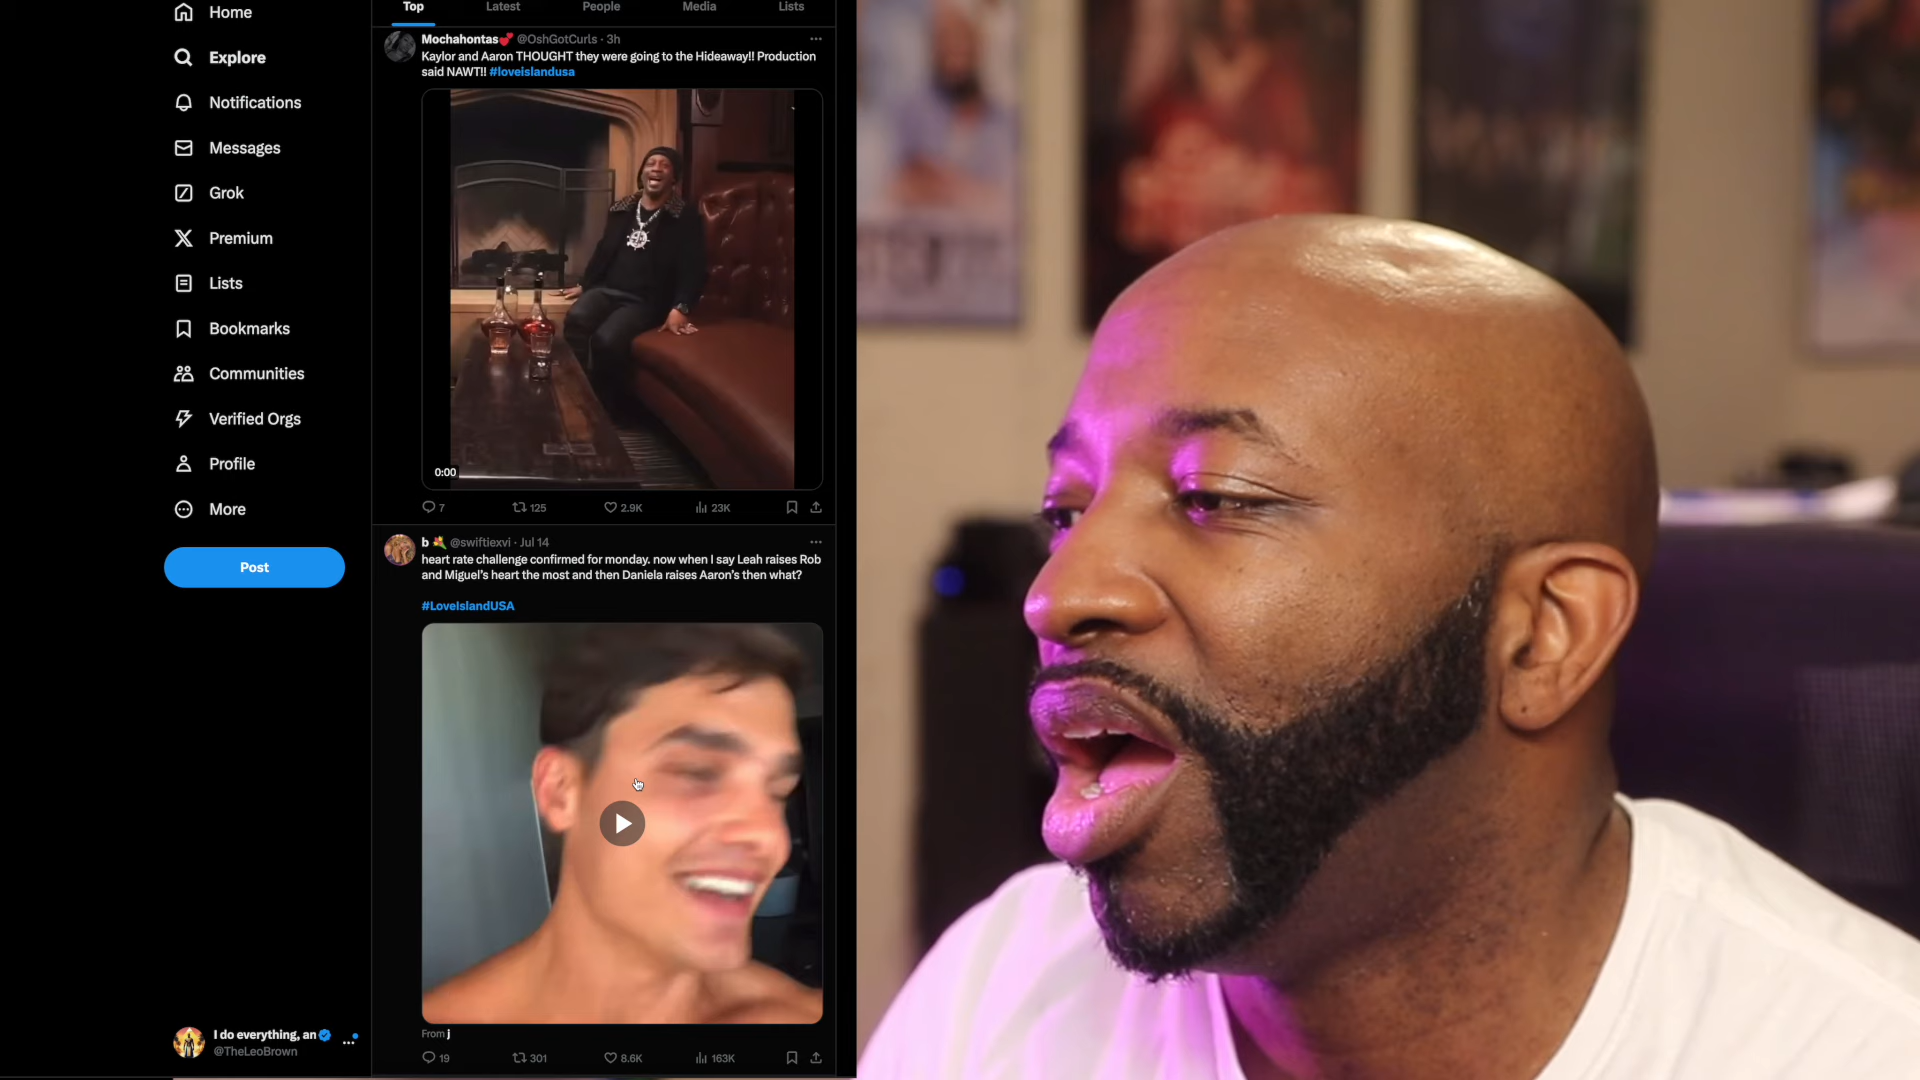 Home
Explore
Notifications
Messages
Grok
Premium
Lists
Bookmarks
Communities
Verified Orgs
Profile
More
Post
I do everything, an
@TheLeoBrown
Top Latest People Media Lists
Mochahontas💕 @OshGotCurls · 3h
Kaylor and Aaron THOUGHT they were going to the Hideaway!! Production
said NAWT!! #loveislandusa
0:00
7 125 2.9K 23K
b 💐 @swiftiexvi · Jul 14
heart rate challenge confirmed for monday. now when I say Leah raises Rob
and Miguel's heart the most and then Daniela raises Aaron's then what?
#LoveIslandUSA
From j
19 301 8.6K 163K